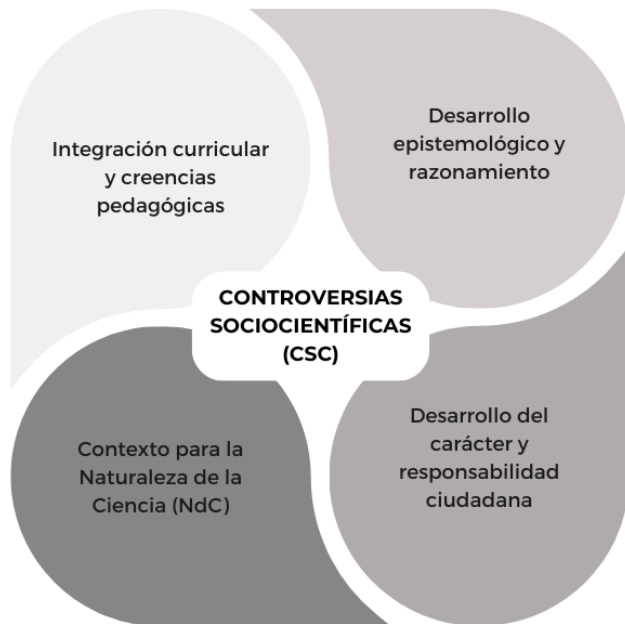 Integración curricular
y creencias
pedagógicas
Desarrollo
epistemológico y
razonamiento
CONTROVERSIAS
SOCIOCIENTÍFICAS
(CSC)
Contexto para la
Naturaleza de la
Ciencia (NdC)
Desarrollo del
carácter y
responsabilidad
ciudadana